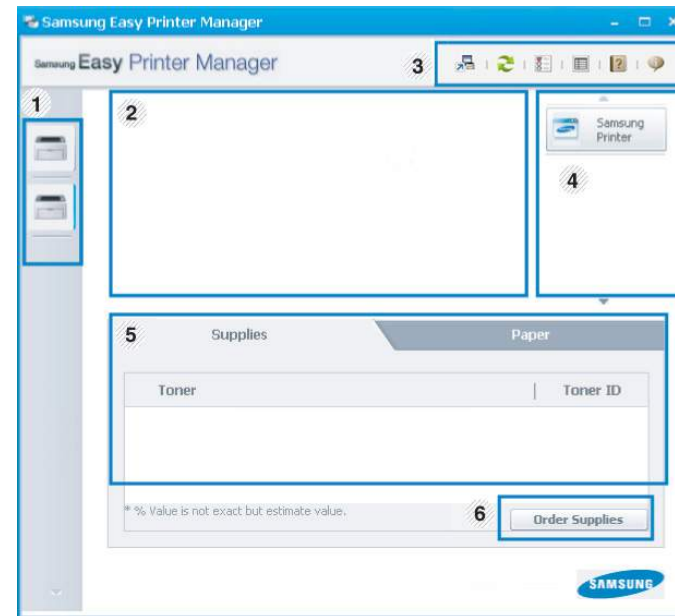 Samsung Easy Printer Manager
Samsung Easy Printer Manager
3
1
2
Samsung
Printer
4
5
Supplies
Paper
Toner
Toner ID
* % Value is not exact but estimate value.
6
Order Supplies
SAMSUNG